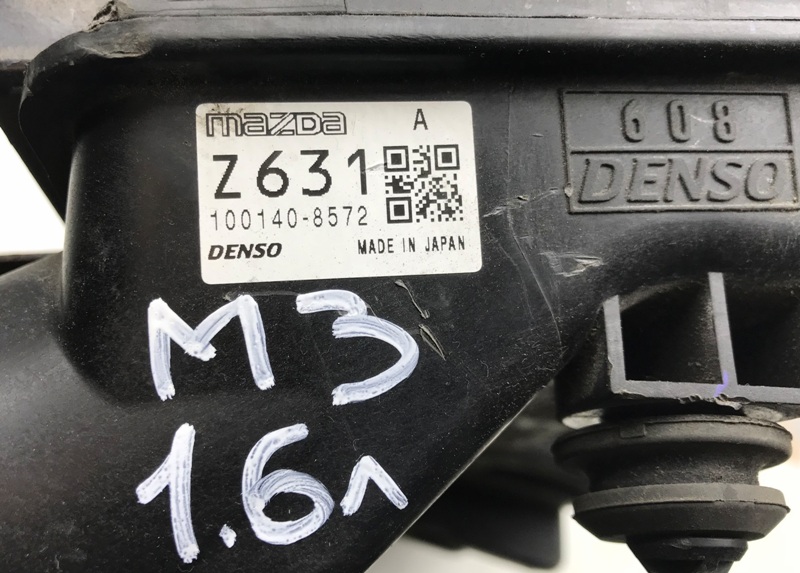 mazda A
Z631
100140-8572
DENSO MADE IN JAPAN
608
DENSO
M3
1.6л